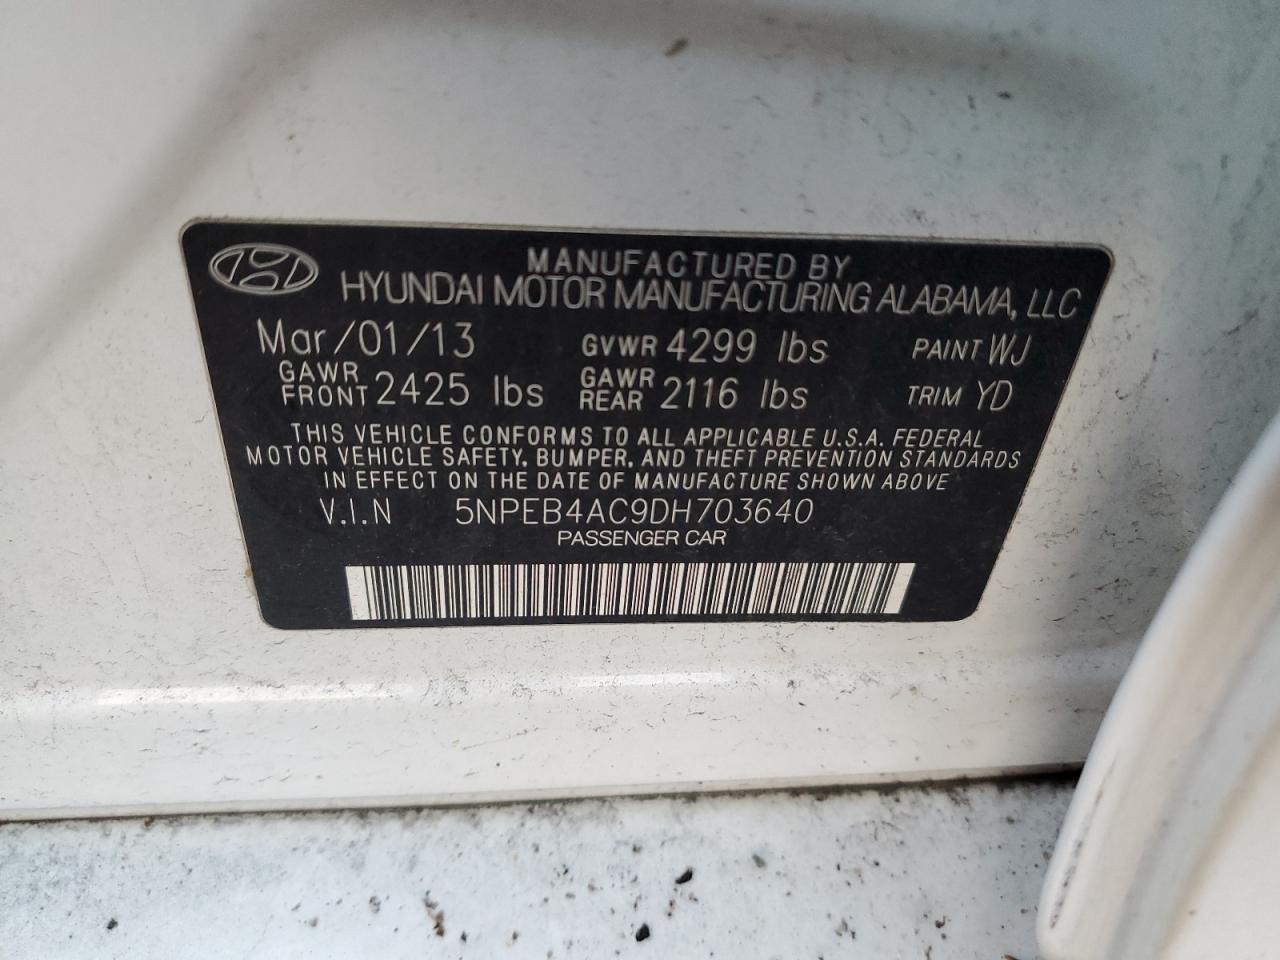 MANUFACTURED BY
HYUNDAI MOTOR MANUFACTURING ALABAMA, LLC
Mar/01/13 GVWR 4299 lbs PAINT WJ
GAWR FRONT 2425 lbs GAWR REAR 2116 lbs TRIM YD
THIS VEHICLE CONFORMS TO ALL APPLICABLE U.S.A. FEDERAL
MOTOR VEHICLE SAFETY, BUMPER, AND THEFT PREVENTION STANDARDS
IN EFFECT ON THE DATE OF MANUFACTURE SHOWN ABOVE
V.I.N 5NPEB4AC9DH703640
PASSENGER CAR